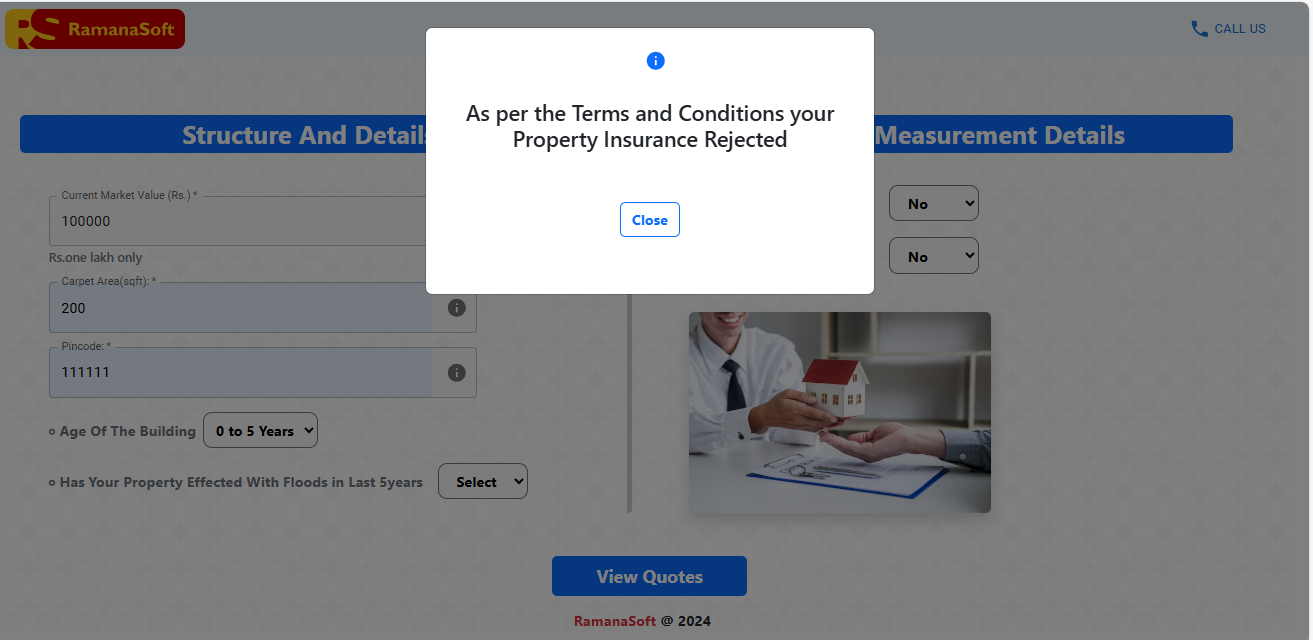 RamanaSoft
CALL US
As per the Terms and Conditions your
Property Insurance Rejected
Close
Structure And Details
Measurement Details
Current Market Value (Rs.) *
100000
Rs.one lakh only
Carpet Area(sqft): *
200
Pincode: *
111111
Age Of The Building 0 to 5 Years
Has Your Property Effected With Floods in Last 5years Select
No
No
View Quotes
RamanaSoft @ 2024